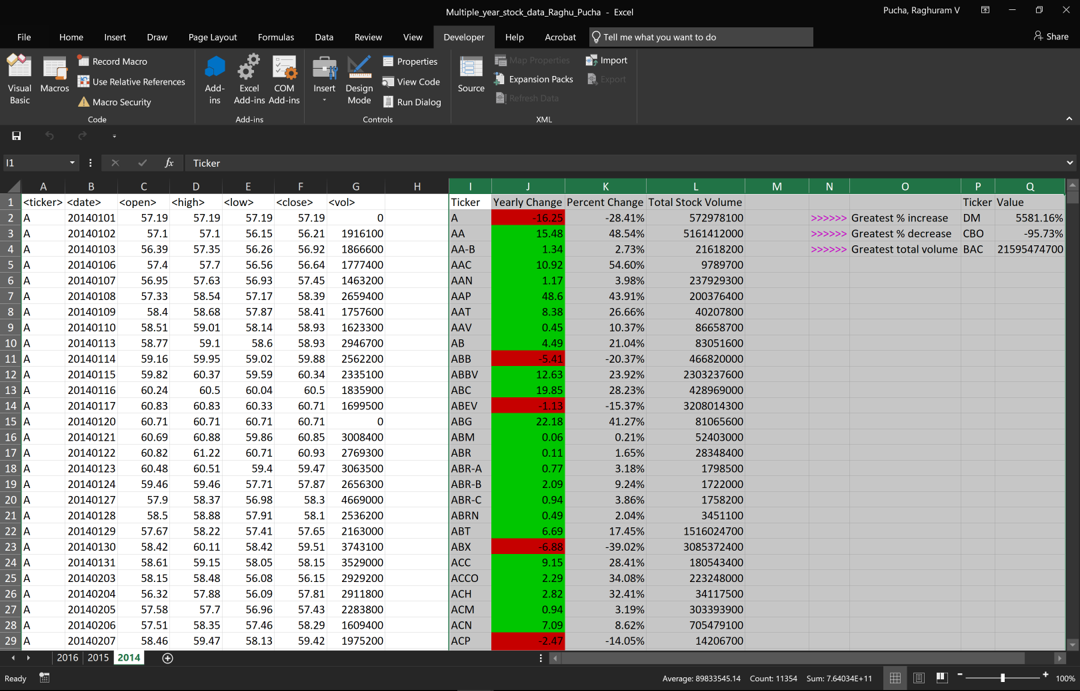 Multiple_year_stock_data_Raghu_Pucha - Excel
Pucha, Raghuram V
File Home Insert Draw Page Layout Formulas Data Review View Developer Help Acrobat Tell me what you want to do Share
Visual Basic
Macros
Record Macro
Use Relative References
Macro Security
Code
Add-ins
Excel Add-ins
COM Add-ins
Add-ins
Insert
Design Mode
Properties
View Code
Run Dialog
Controls
Source
Map Properties
Expansion Packs
Refresh Data
Import
Export
XML
I1 fx Ticker
A B C D E F G H I J K L M N O P Q
1 <ticker> <date> <open> <high> <low> <close> <vol> Ticker Yearly Change Percent Change Total Stock Volume Ticker Value
2 A 20140101 57.19 57.19 57.19 57.19 0 A -16.25 -28.41% 572978100 >>>>>> Greatest % increase DM 5581.16%
3 A 20140102 57.1 57.1 56.15 56.21 1916100 AA 15.48 48.54% 5161412000 >>>>>> Greatest % decrease CBO -95.73%
4 A 20140103 56.39 57.35 56.26 56.92 1866600 AA-B 1.34 2.73% 21618200 >>>>>> Greatest total volume BAC 21595474700
5 A 20140106 57.4 57.7 56.56 56.64 1777400 AAC 10.92 54.60% 9789700
6 A 20140107 56.95 57.63 56.93 57.45 1463200 AAN 1.17 3.98% 237929300
7 A 20140108 57.33 58.54 57.17 58.39 2659400 AAP 48.6 43.91% 200376400
8 A 20140109 58.4 58.68 57.87 58.41 1757600 AAT 8.38 26.66% 40207800
9 A 20140110 58.51 59.01 58.14 58.93 1623300 AAV 0.45 10.37% 86658700
10 A 20140113 58.77 59.1 58.6 58.93 2946700 AB 4.49 21.04% 83051600
11 A 20140114 59.16 59.95 59.02 59.88 2562200 ABB -5.41 -20.37% 466820000
12 A 20140115 59.82 60.37 59.59 60.34 2335100 ABBV 12.63 23.92% 2303237600
13 A 20140116 60.24 60.5 60.04 60.5 1835900 ABC 19.85 28.23% 428969000
14 A 20140117 60.83 60.83 60.33 60.71 1699500 ABEV -1.13 -15.37% 3208014300
15 A 20140120 60.71 60.71 60.71 60.71 0 ABG 22.18 41.27% 81065600
16 A 20140121 60.69 60.88 59.86 60.85 3008400 ABM 0.06 0.21% 52403000
17 A 20140122 60.82 61.22 60.71 60.93 2769300 ABR 0.11 1.65% 28348400
18 A 20140123 60.48 60.51 59.4 59.47 3063500 ABR-A 0.77 3.18% 1798500
19 A 20140124 59.46 59.46 57.71 57.87 2656300 ABR-B 2.09 9.24% 1722000
20 A 20140127 57.9 58.37 56.98 58.3 4669000 ABR-C 0.94 3.86% 1758200
21 A 20140128 58.5 58.88 57.91 58.1 2536200 ABRN 0.49 2.04% 3451100
22 A 20140129 57.67 58.22 57.41 57.65 2163000 ABT 6.69 17.45% 1516024700
23 A 20140130 58.42 60.11 58.42 59.51 3743100 ABX -6.88 -39.02% 3085372400
24 A 20140131 58.61 59.15 58.05 58.15 3529000 ACC 9.15 28.41% 180543400
25 A 20140203 58.15 58.48 56.08 56.15 2929200 ACCO 2.29 34.08% 223248000
26 A 20140204 56.32 57.88 56.09 57.81 2911800 ACH 2.82 32.41% 34117500
27 A 20140205 57.58 57.7 56.96 57.43 2283800 ACM 0.94 3.19% 303393900
28 A 20140206 57.51 58.35 57.46 58.29 1609400 ACN 7.09 8.62% 705479100
29 A 20140207 58.46 59.47 58.13 59.42 1975200 ACP -2.47 -14.05% 14206700
2016 2015 2014
Ready Average: 89833545.14 Count: 11354 Sum: 7.64034E+11 100%